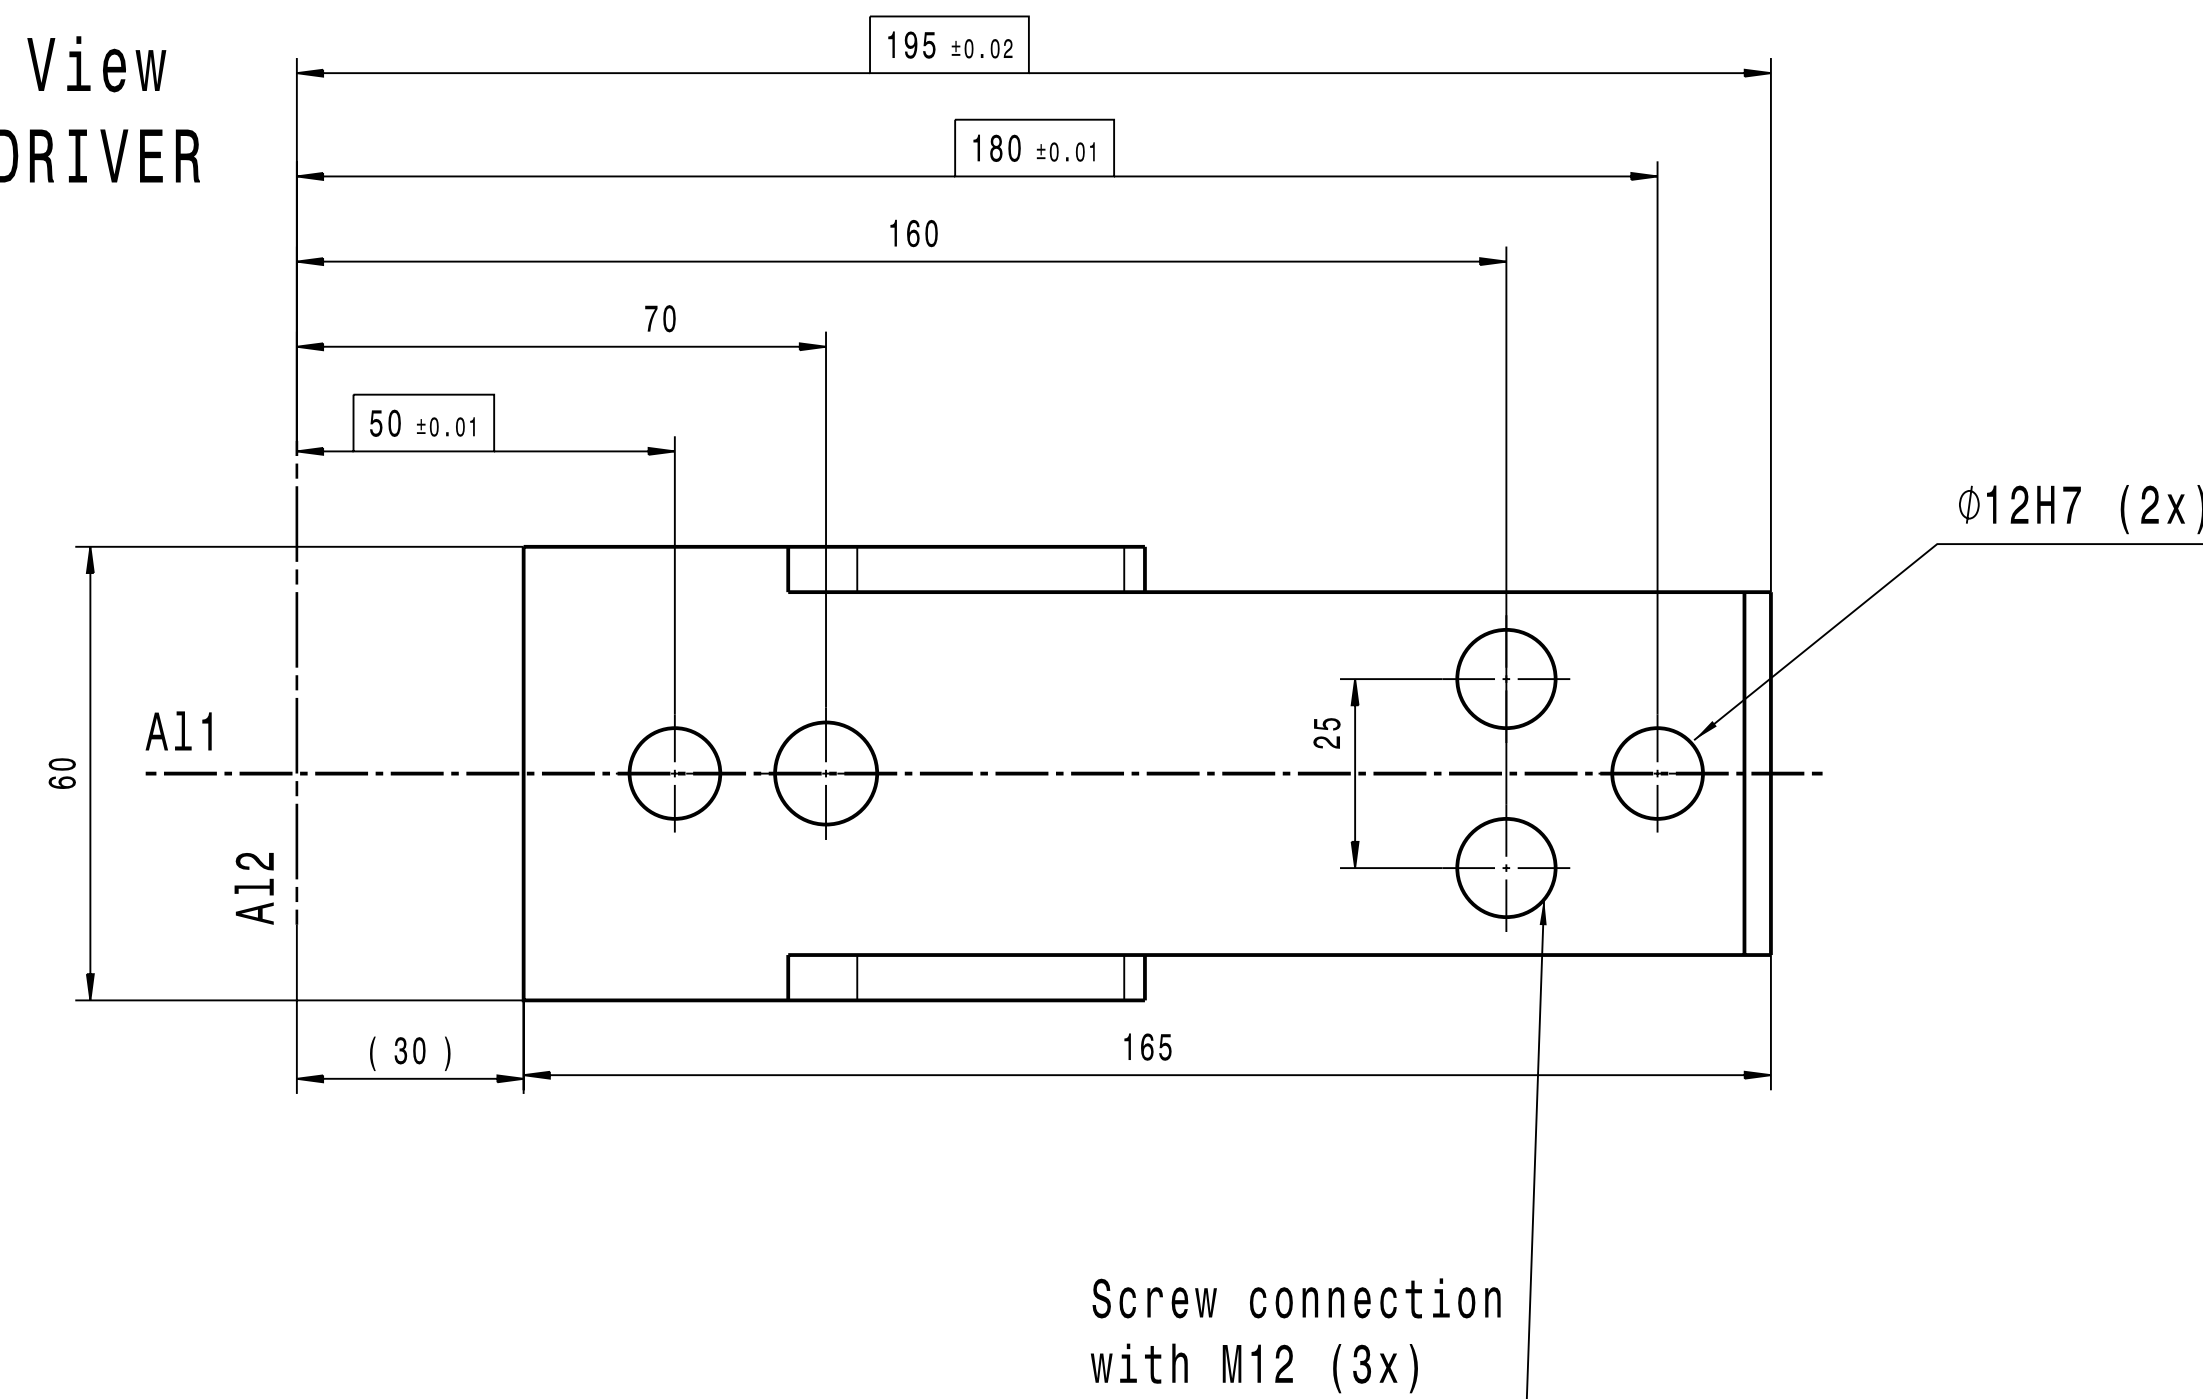 View
DRIVER
195 ±0.02
180 ±0.01
160
70
50 ±0.01
Ø12H7 (2x)
Al1
60
25
Al2
( 30 )
165
Screw connection
with M12 (3x)